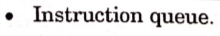 • Instruction queue.